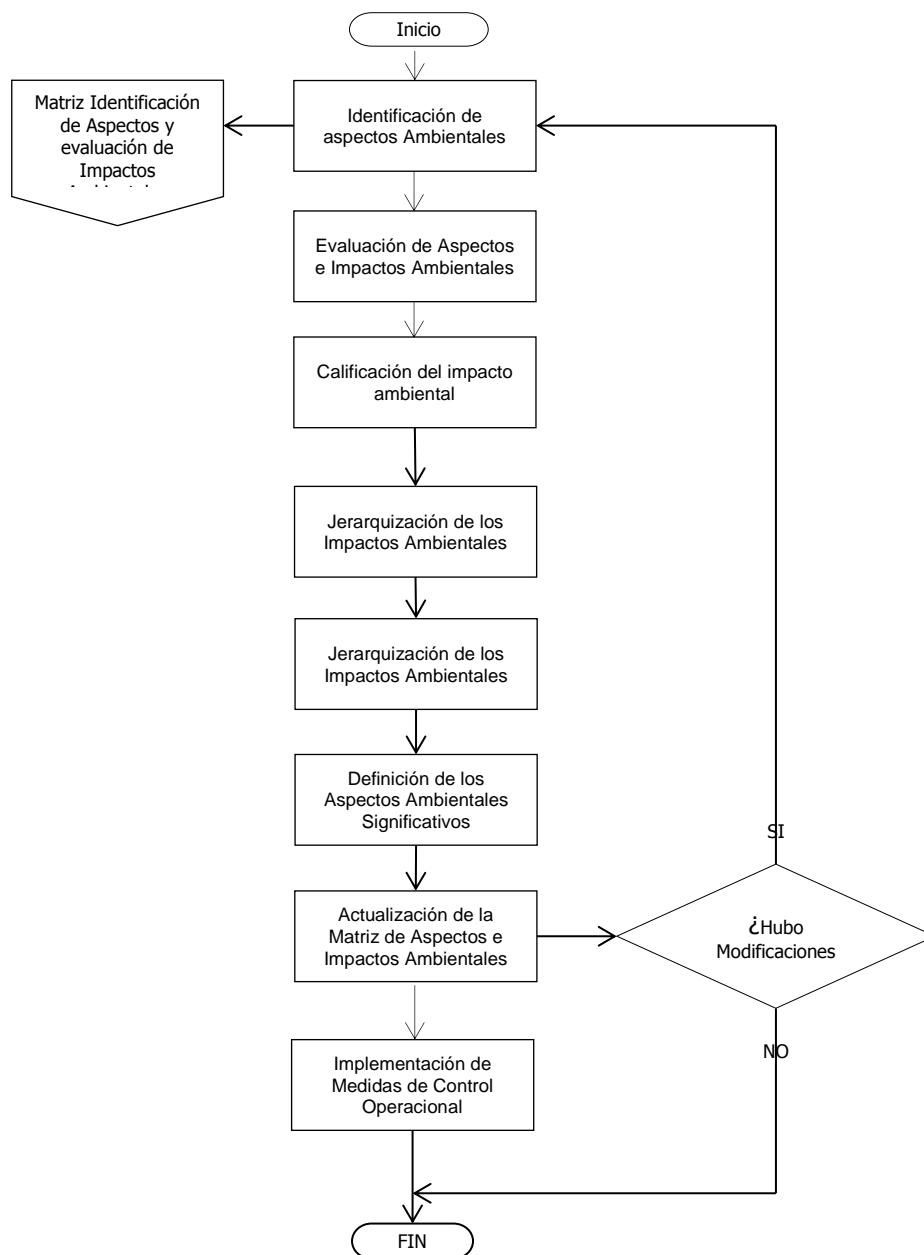 Inicio
Matriz Identificación
de Aspectos y
evaluación de
Impactos
Identificación de
aspectos Ambientales
Evaluación de Aspectos
e Impactos Ambientales
Calificación del impacto
ambiental
Jerarquización de los
Impactos Ambientales
Jerarquización de los
Impactos Ambientales
Definición de los
Aspectos Ambientales
Significativos
SI
Actualización de la
Matriz de Aspectos e
Impactos Ambientales
¿Hubo
Modificaciones
NO
Implementación de
Medidas de Control
Operacional
FIN